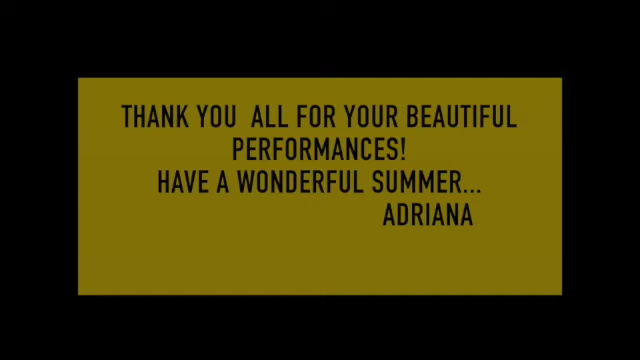 THANK YOU  ALL FOR YOUR BEAUTIFUL
PERFORMANCES!
HAVE A WONDERFUL SUMMER...
ADRIANA